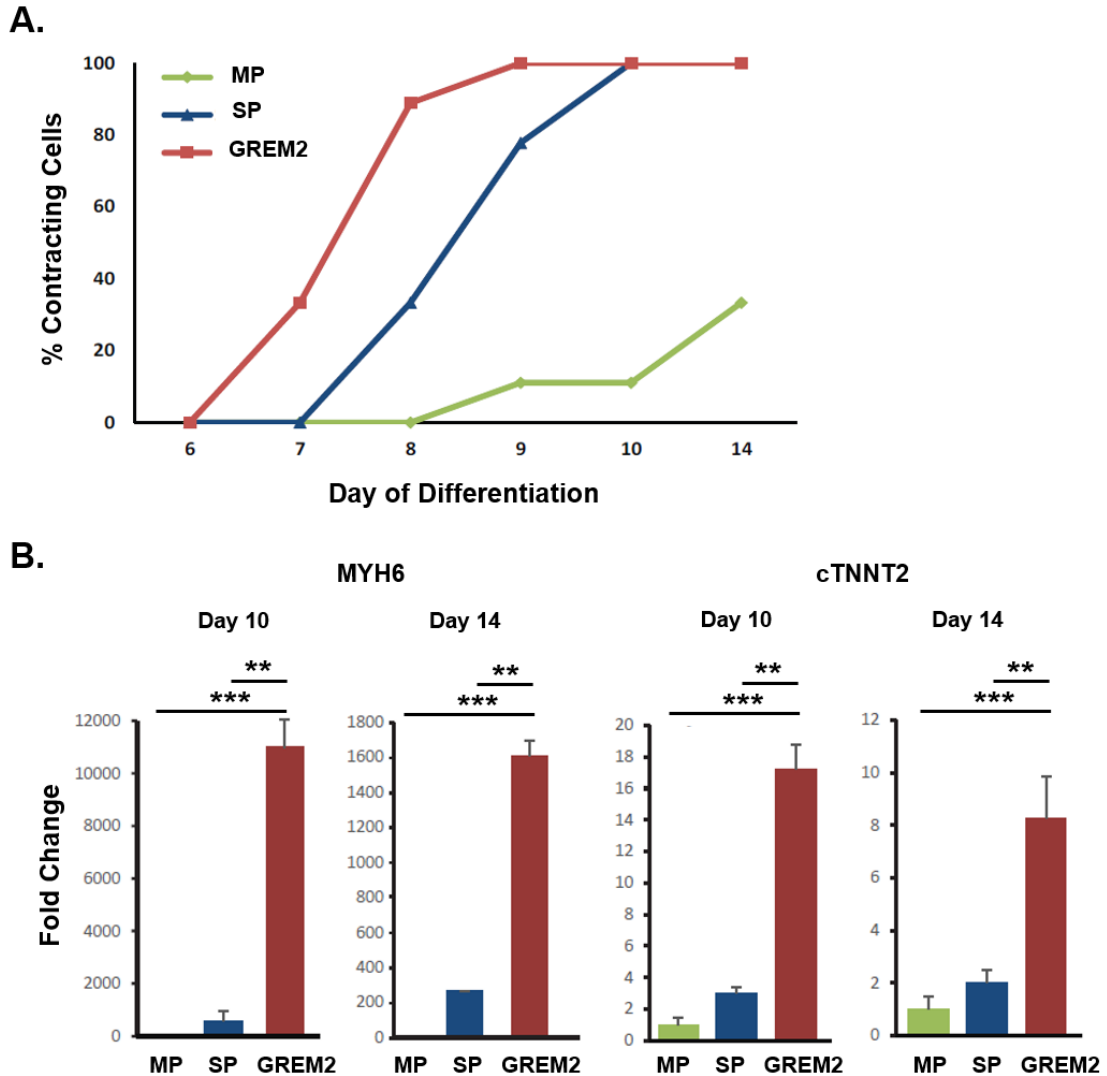 A.
100
80
60
40
20
0
% Contracting Cells
MP
SP
GREM2
6 7 8 9 10 14
Day of Differentiation
B.
MYH6 cTNNT2
Day 10 Day 14 Day 10 Day 14
** ** ** **
*** *** *** ***
Fold Change
12000
10000
8000
6000
4000
2000
0
MP SP GREM2
1800
1600
1400
1200
1000
800
600
400
200
0
MP SP GREM2
20
18
16
14
12
10
8
6
4
2
0
MP SP GREM2
12
10
8
6
4
2
0
MP SP GREM2